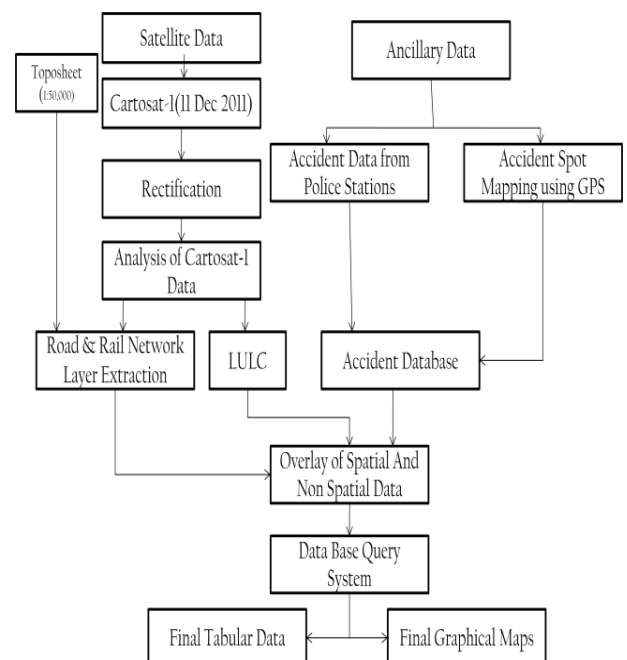 Satellite Data
Ancillary Data
Toposheet
(1:50,000)
Cartosat-1(11 Dec 2011)
Accident Data from
Police Stations
Accident Spot
Mapping using GPS
Rectification
Analysis of Cartosat-1
Data
Road & Rail Network
Layer Extraction
LULC
Accident Database
Overlay of Spatial And
Non Spatial Data
Data Base Query
System
Final Tabular Data
Final Graphical Maps